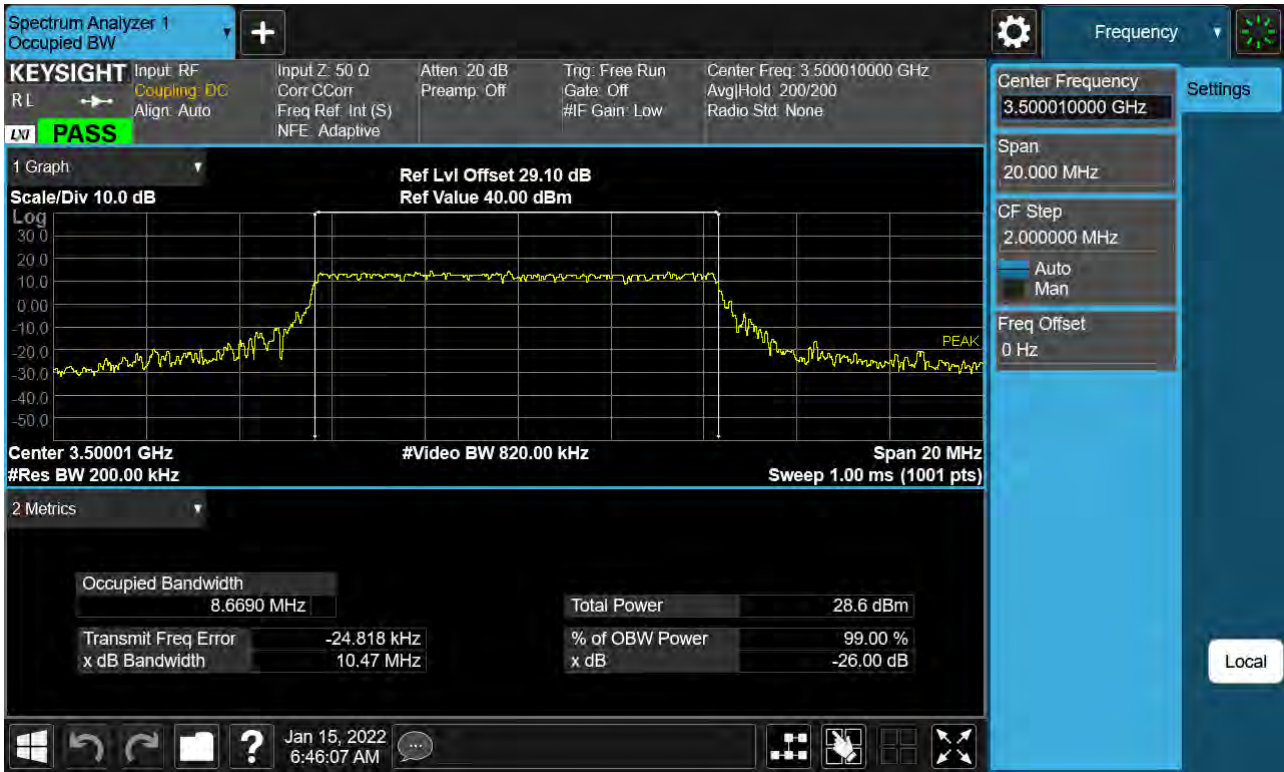 Spectrum Analyzer 1
Occupied BW
+
Frequency
KEYSIGHT
R L
LXI PASS
Input: RF
Coupling: DC
Align: Auto
Input Z: 50 Ω
Corr CCorr
Freq Ref: Int (S)
NFE: Adaptive
Atten: 20 dB
Preamp: Off
Trig: Free Run
Gate: Off
#IF Gain: Low
Center Freq: 3.500010000 GHz
Avg|Hold: 200/200
Radio Std: None
1 Graph
Scale/Div 10.0 dB
Ref Lvl Offset 29.10 dB
Ref Value 40.00 dBm
Log
30.0
20.0
10.0
0.00
-10.0
-20.0
-30.0
-40.0
-50.0
PEAK
Center 3.50001 GHz
#Video BW 820.00 kHz
Span 20 MHz
#Res BW 200.00 kHz
Sweep 1.00 ms (1001 pts)
2 Metrics
Occupied Bandwidth
8.6690 MHz
Transmit Freq Error -24.818 kHz
x dB Bandwidth 10.47 MHz
Total Power 28.6 dBm
% of OBW Power 99.00 %
x dB -26.00 dB
Center Frequency
3.500010000 GHz
Settings
Span
20.000 MHz
CF Step
2.000000 MHz
Auto
Man
Freq Offset
0 Hz
Local
?
Jan 15, 2022
6:46:07 AM